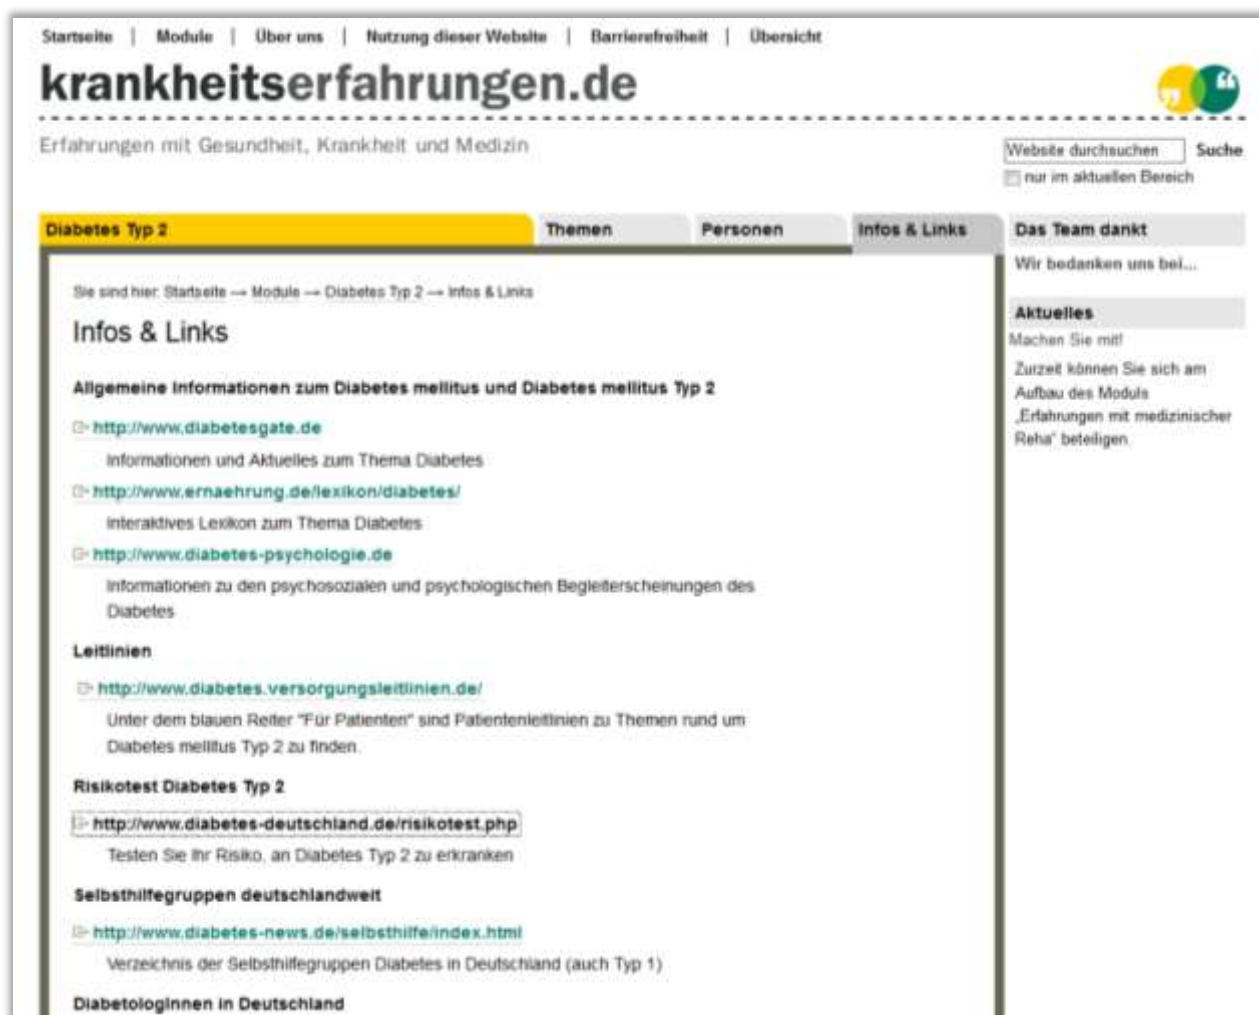 Startseite | Module | Über uns | Nutzung dieser Website | Barrierefreiheit | Übersicht
krankheitserfahrungen.de
Erfahrungen mit Gesundheit, Krankheit und Medizin
Website durchsuchen Suche
nur im aktuellen Bereich
Diabetes Typ 2 Themen Personen Infos & Links
Sie sind hier: Startseite → Module → Diabetes Typ 2 → Infos & Links
Infos & Links
Allgemeine Informationen zum Diabetes mellitus und Diabetes mellitus Typ 2
http://www.diabetesgate.de
Informationen und Aktuelles zum Thema Diabetes
http://www.ernaehrung.de/lexikon/diabetes/
Interaktives Lexikon zum Thema Diabetes
http://www.diabetes-psychologie.de
Informationen zu den psychosozialen und psychologischen Begleiterscheinungen des
Diabetes
Leitlinien
http://www.diabetes.versorgungsleitlinien.de/
Unter dem blauen Reiter "Für Patienten" sind Patientenleitlinien zu Themen rund um
Diabetes mellitus Typ 2 zu finden.
Risikotest Diabetes Typ 2
http://www.diabetes-deutschland.de/risikotest.php
Testen Sie Ihr Risiko, an Diabetes Typ 2 zu erkranken
Selbsthilfegruppen deutschlandweit
http://www.diabetes-news.de/selbsthilfe/index.html
Verzeichnis der Selbsthilfegruppen Diabetes in Deutschland (auch Typ 1)
DiabetologInnen in Deutschland
Das Team dankt
Wir bedanken uns bei...
Aktuelles
Machen Sie mit!
Zurzeit können Sie sich am
Aufbau des Moduls
„Erfahrungen mit medizinischer
Reha" beteiligen.